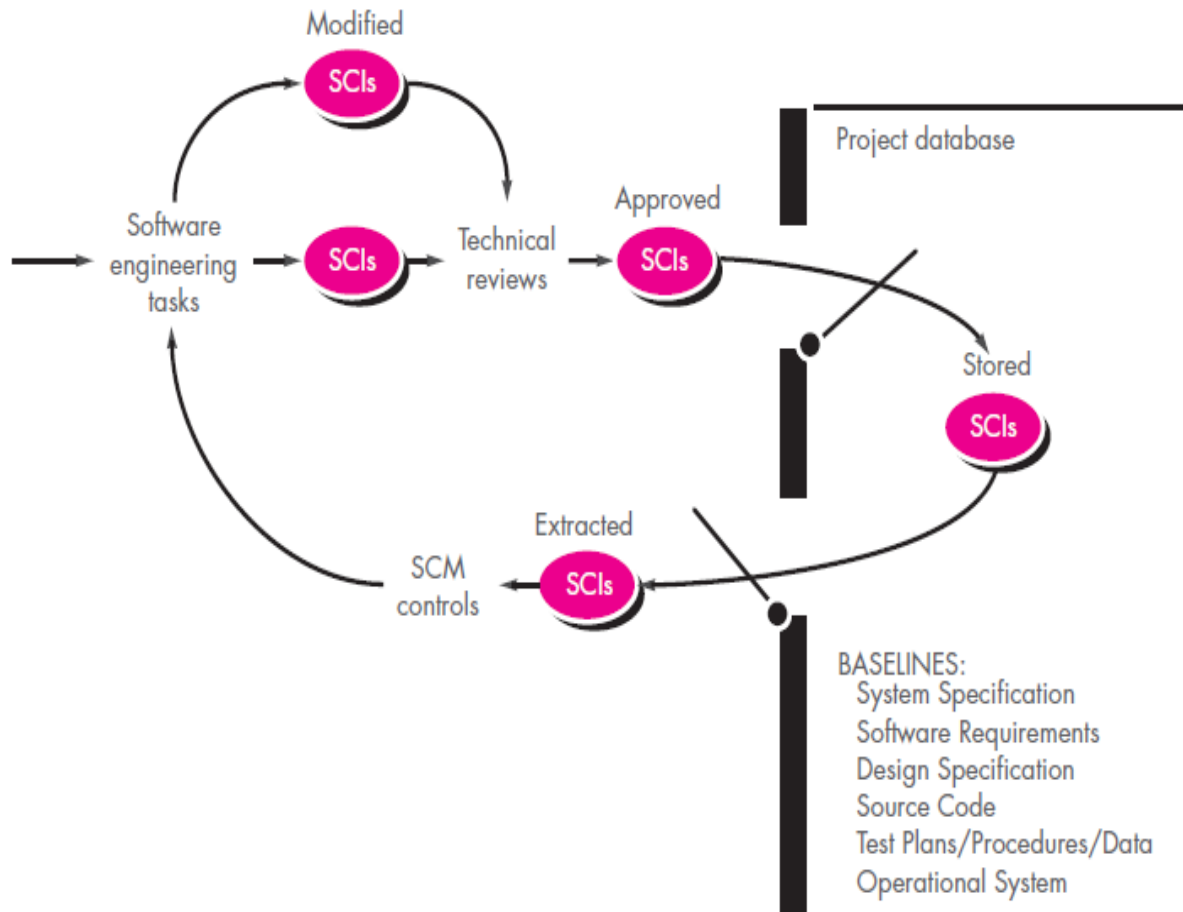 Modified
SCIs
Project database
Approved
Software
engineering
tasks
SCIs
Technical
reviews
SCIs
Stored
SCIs
Extracted
SCIs
SCM
controls
BASELINES:
System Specification
Software Requirements
Design Specification
Source Code
Test Plans/Procedures/Data
Operational System